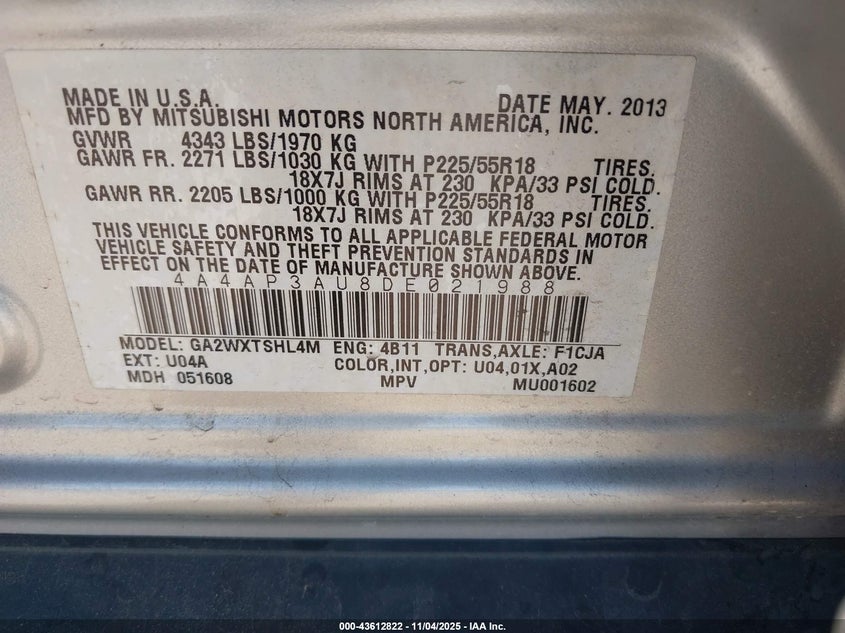 MADE IN U.S.A. DATE MAY. 2013
MFD BY MITSUBISHI MOTORS NORTH AMERICA, INC.
GVWR 4343 LBS/1970 KG
GAWR FR. 2271 LBS/1030 KG WITH P225/55R18 TIRES.
18X7J RIMS AT 230 KPA/33 PSI COLD.
GAWR RR. 2205 LBS/1000 KG WITH P225/55R18 TIRES.
18X7J RIMS AT 230 KPA/33 PSI COLD.
THIS VEHICLE CONFORMS TO ALL APPLICABLE FEDERAL MOTOR
VEHICLE SAFETY AND THEFT PREVENTION STANDARDS IN
EFFECT ON THE DATE OF MANUFACTURE SHOWN ABOVE.
4A4AP3AU8DE021988
MODEL: GA2WXTSHL4M ENG: 4B11 TRANS,AXLE: F1CJA
EXT: U04A COLOR,INT,OPT: U04,01X,A02
MDH 051608 MPV MU001602
000-43612822 - 11/04/2025 - IAA Inc.